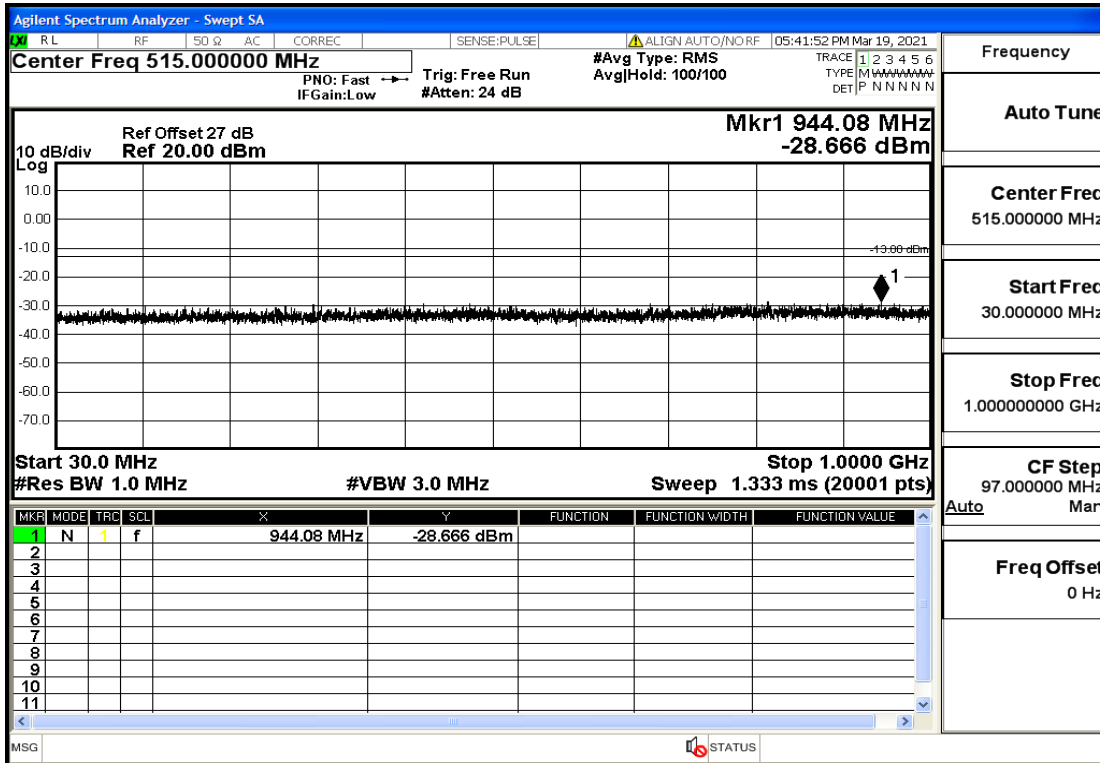 Agilent Spectrum Analyzer - Swept SA
LXI RL RF 50 Ω AC CORREC SENSE:PULSE ALIGN AUTO/NO RF 05:41:52 PM Mar 19, 2021
Center Freq 515.000000 MHz
PNO: Fast
IFGain:Low
Trig: Free Run
#Atten: 24 dB
#Avg Type: RMS
Avg|Hold: 100/100
TRACE 1 2 3 4 5 6
TYPE M
DET P N N N N N
Ref Offset 27 dB
10 dB/div Ref 20.00 dBm
Log
Mkr1 944.08 MHz
-28.666 dBm
10.0
0.00
-10.0
-13.00 dBm
-20.0
1
-30.0
-40.0
-50.0
-60.0
-70.0
Start 30.0 MHz Stop 1.0000 GHz
#Res BW 1.0 MHz #VBW 3.0 MHz Sweep 1.333 ms (20001 pts)
MKR MODE TRC SCL X Y FUNCTION FUNCTION WIDTH FUNCTION VALUE
1 N 1 f 944.08 MHz -28.666 dBm
2
3
4
5
6
7
8
9
10
11
MSG STATUS
Frequency
Auto Tune
Center Freq
515.000000 MHz
Start Freq
30.000000 MHz
Stop Freq
1.000000000 GHz
CF Step
97.000000 MHz
Auto Man
Freq Offset
0 Hz